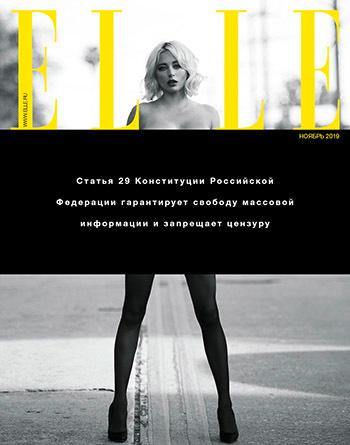 ELLE
WWW.ELLE.RU
НОЯБРЬ 2019
Статья 29 Конституции Российской
Федерации гарантирует свободу массовой
информации и запрещает цензуру